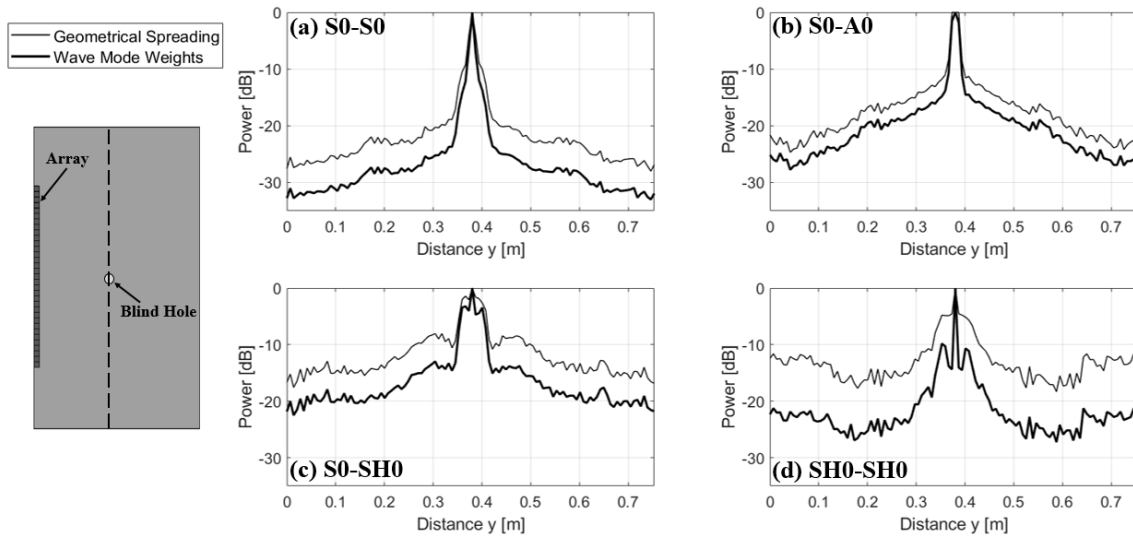 Geometrical Spreading
Wave Mode Weights
Array
Blind Hole
(a) S0-S0
0
-10
-20
-30
Power [dB]
0 0.1 0.2 0.3 0.4 0.5 0.6 0.7
Distance y [m]
(b) S0-A0
0
-10
-20
-30
Power [dB]
0 0.1 0.2 0.3 0.4 0.5 0.6 0.7
Distance y [m]
0
-10
-20
-30
Power [dB]
(c) S0-SH0
0 0.1 0.2 0.3 0.4 0.5 0.6 0.7
Distance y [m]
0
-10
-20
-30
Power [dB]
(d) SH0-SH0
0 0.1 0.2 0.3 0.4 0.5 0.6 0.7
Distance y [m]